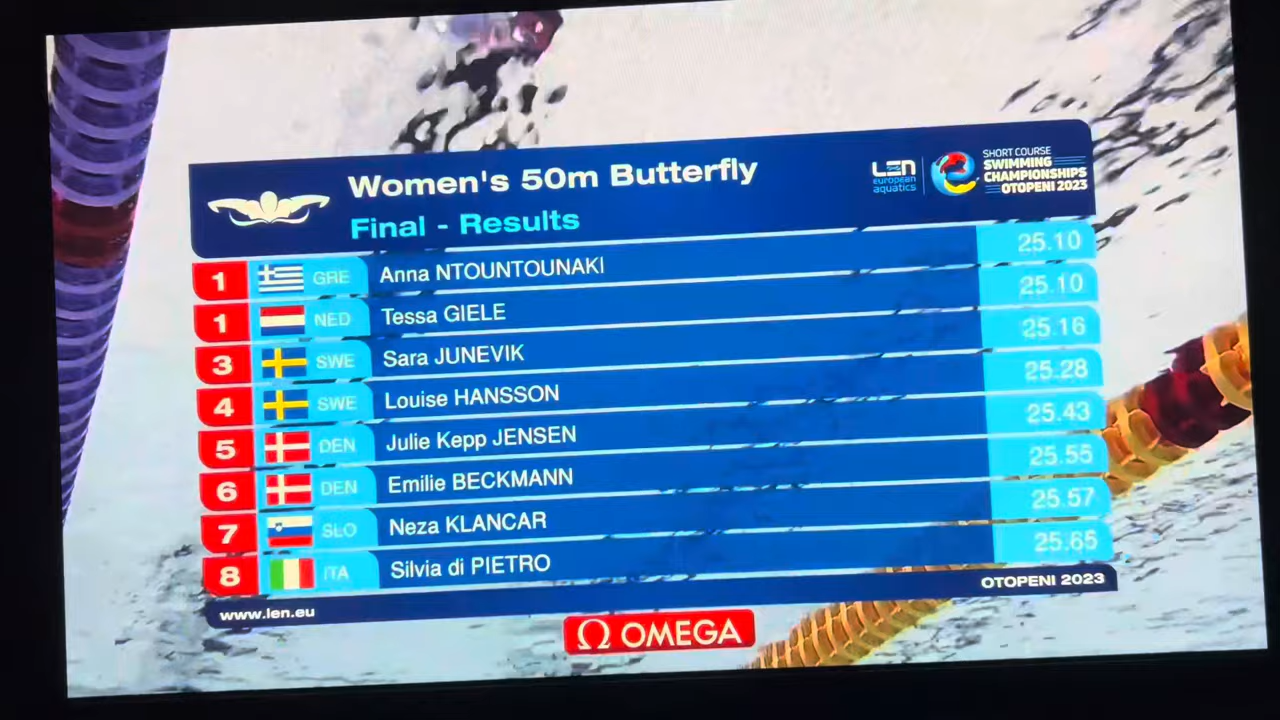 Women's 50m Butterfly
Final - Results
LEN
european
aquatics
SHORT COURSE
SWIMMING
CHAMPIONSHIPS
OTOPENI 2023
1 GRE Anna NTOUNTOUNAKI 25.10
1 NED Tessa GIELE 25.10
3 SWE Sara JUNEVIK 25.16
4 SWE Louise HANSSON 25.28
5 DEN Julie Kepp JENSEN 25.43
6 DEN Emilie BECKMANN 25.55
7 SLO Neza KLANCAR 25.57
8 ITA Silvia di PIETRO 25.65
www.len.eu
OTOPENI 2023
Ω OMEGA